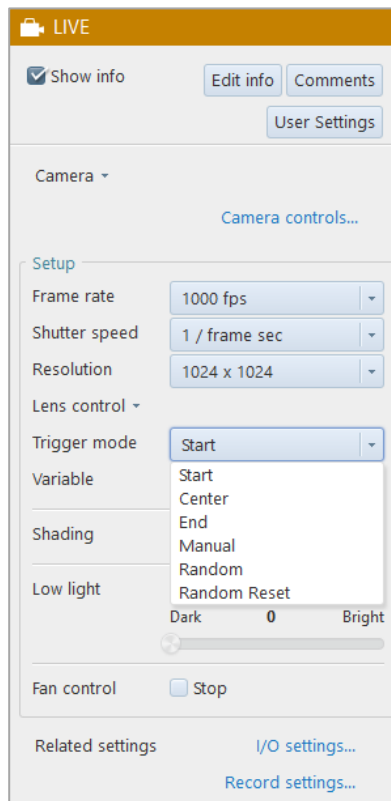 LIVE
Show info
Edit info
Comments
User Settings
Camera
Camera controls...
Setup
Frame rate
1000 fps
Shutter speed
1 / frame sec
Resolution
1024 x 1024
Lens control
Trigger mode
Start
Variable
Start
Center
End
Manual
Random
Random Reset
Shading
Low light
Dark 0 Bright
Fan control
Stop
Related settings
I/O settings...
Record settings...